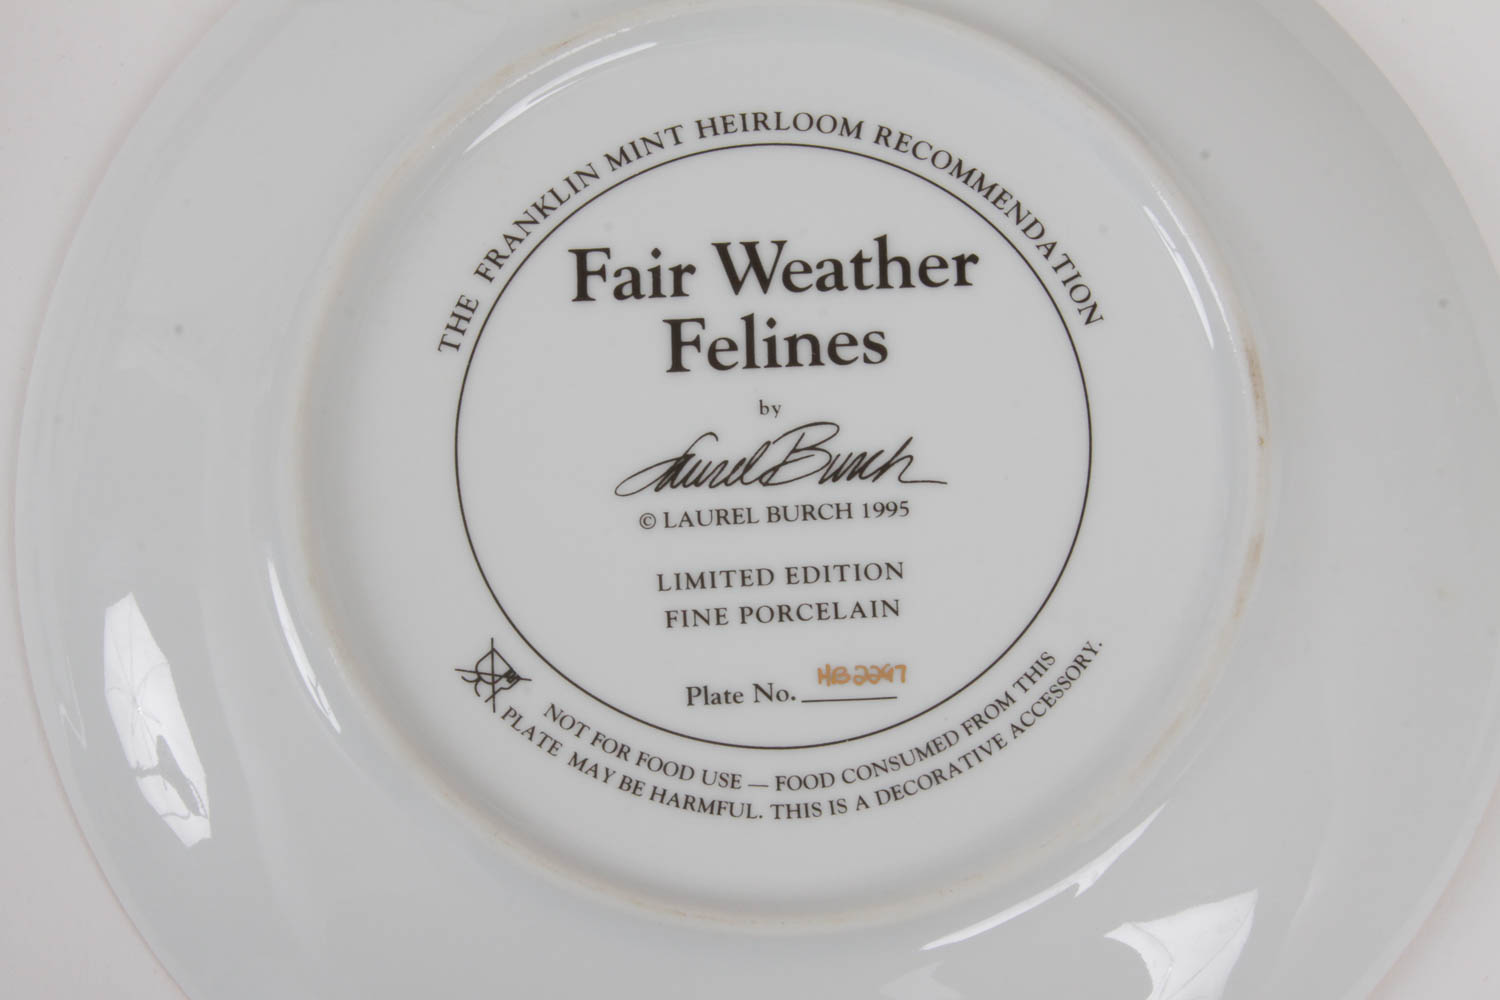 THE FRANKLIN MINT HEIRLOOM RECOMMENDATION
Fair Weather
Felines
by
Laurel Burch
© LAUREL BURCH 1995
LIMITED EDITION
FINE PORCELAIN
Plate No. HB2297
NOT FOR FOOD USE — FOOD CONSUMED FROM THIS
PLATE MAY BE HARMFUL. THIS IS A DECORATIVE ACCESSORY.